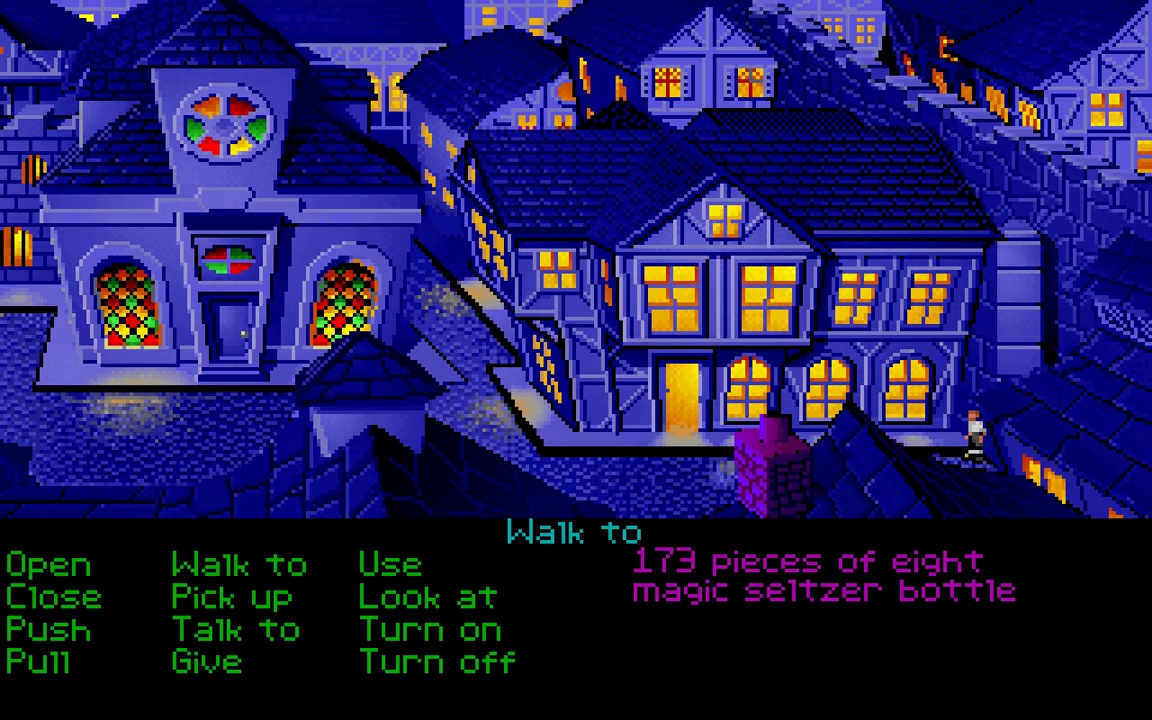 Walk to
Open Walk to Use 173 pieces of eight
Close Pick up Look at magic seltzer bottle
Push Talk to Turn on
Pull Give Turn off